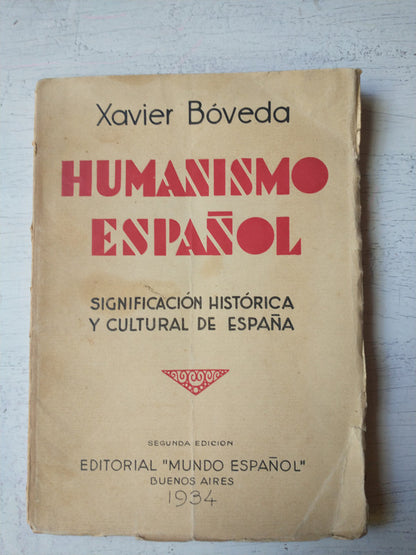 Xavier Bóveda
HUMANISMO
ESPAÑOL
SIGNIFICACIÓN HISTÓRICA
Y CULTURAL DE ESPAÑA
SEGUNDA EDICION
EDITORIAL "MUNDO ESPAÑOL"
BUENOS AIRES
1934